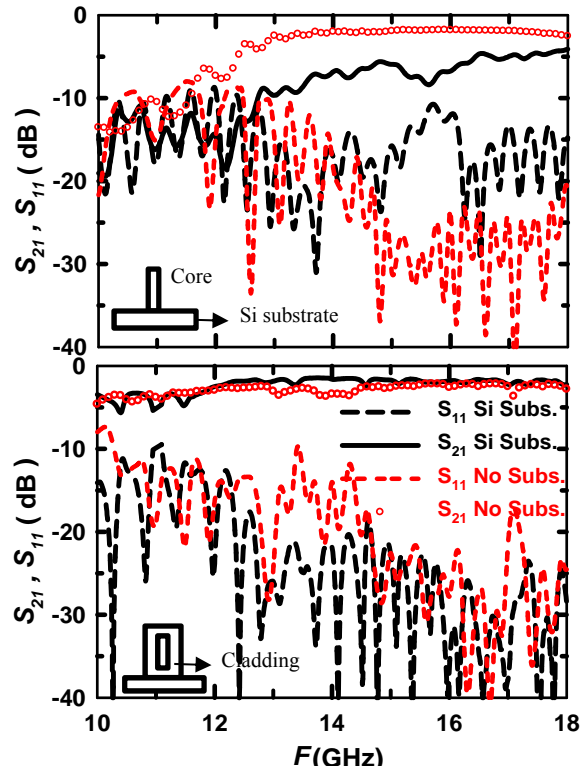 0
-10
-20
-30
-40
S21 , S11 ( dB )
Core
Si substrate
0
-10
-20
-30
-40
S21 , S11 ( dB )
S11 Si Subs.
S21 Si Subs.
S11 No Subs.
S21 No Subs.
Cladding
10 12 14 16 18
F(GHz)